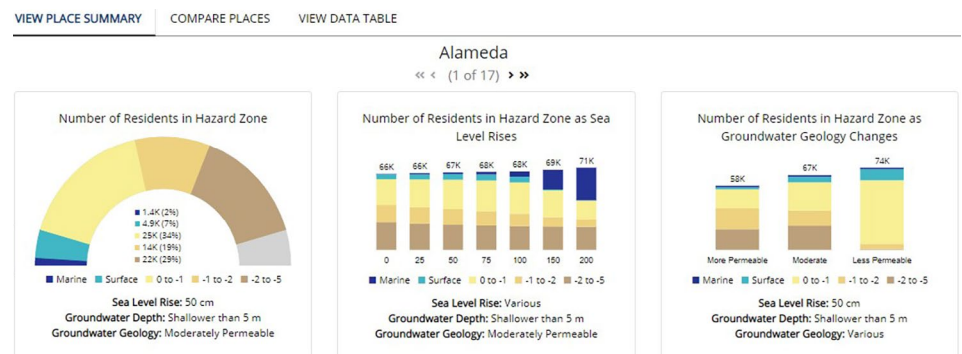 VIEW PLACE SUMMARY COMPARE PLACES VIEW DATA TABLE
Alameda
« ‹ (1 of 17) › »
Number of Residents in Hazard Zone
1.4K (2%)
4.9K (7%)
25K (34%)
14K (19%)
22K (29%)
Marine Surface 0 to -1 -1 to -2 -2 to -5
Sea Level Rise: 50 cm
Groundwater Depth: Shallower than 5 m
Groundwater Geology: Moderately Permeable
Number of Residents in Hazard Zone as Sea
Level Rises
66K 66K 67K 68K 68K 69K 71K
0 25 50 75 100 150 200
Marine Surface 0 to -1 -1 to -2 -2 to -5
Sea Level Rise: Various
Groundwater Depth: Shallower than 5 m
Groundwater Geology: Moderately Permeable
Number of Residents in Hazard Zone as
Groundwater Geology Changes
58K 67K 74K
More Permeable Moderate Less Permeable
Marine Surface 0 to -1 -1 to -2 -2 to -5
Sea Level Rise: 50 cm
Groundwater Depth: Shallower than 5 m
Groundwater Geology: Various